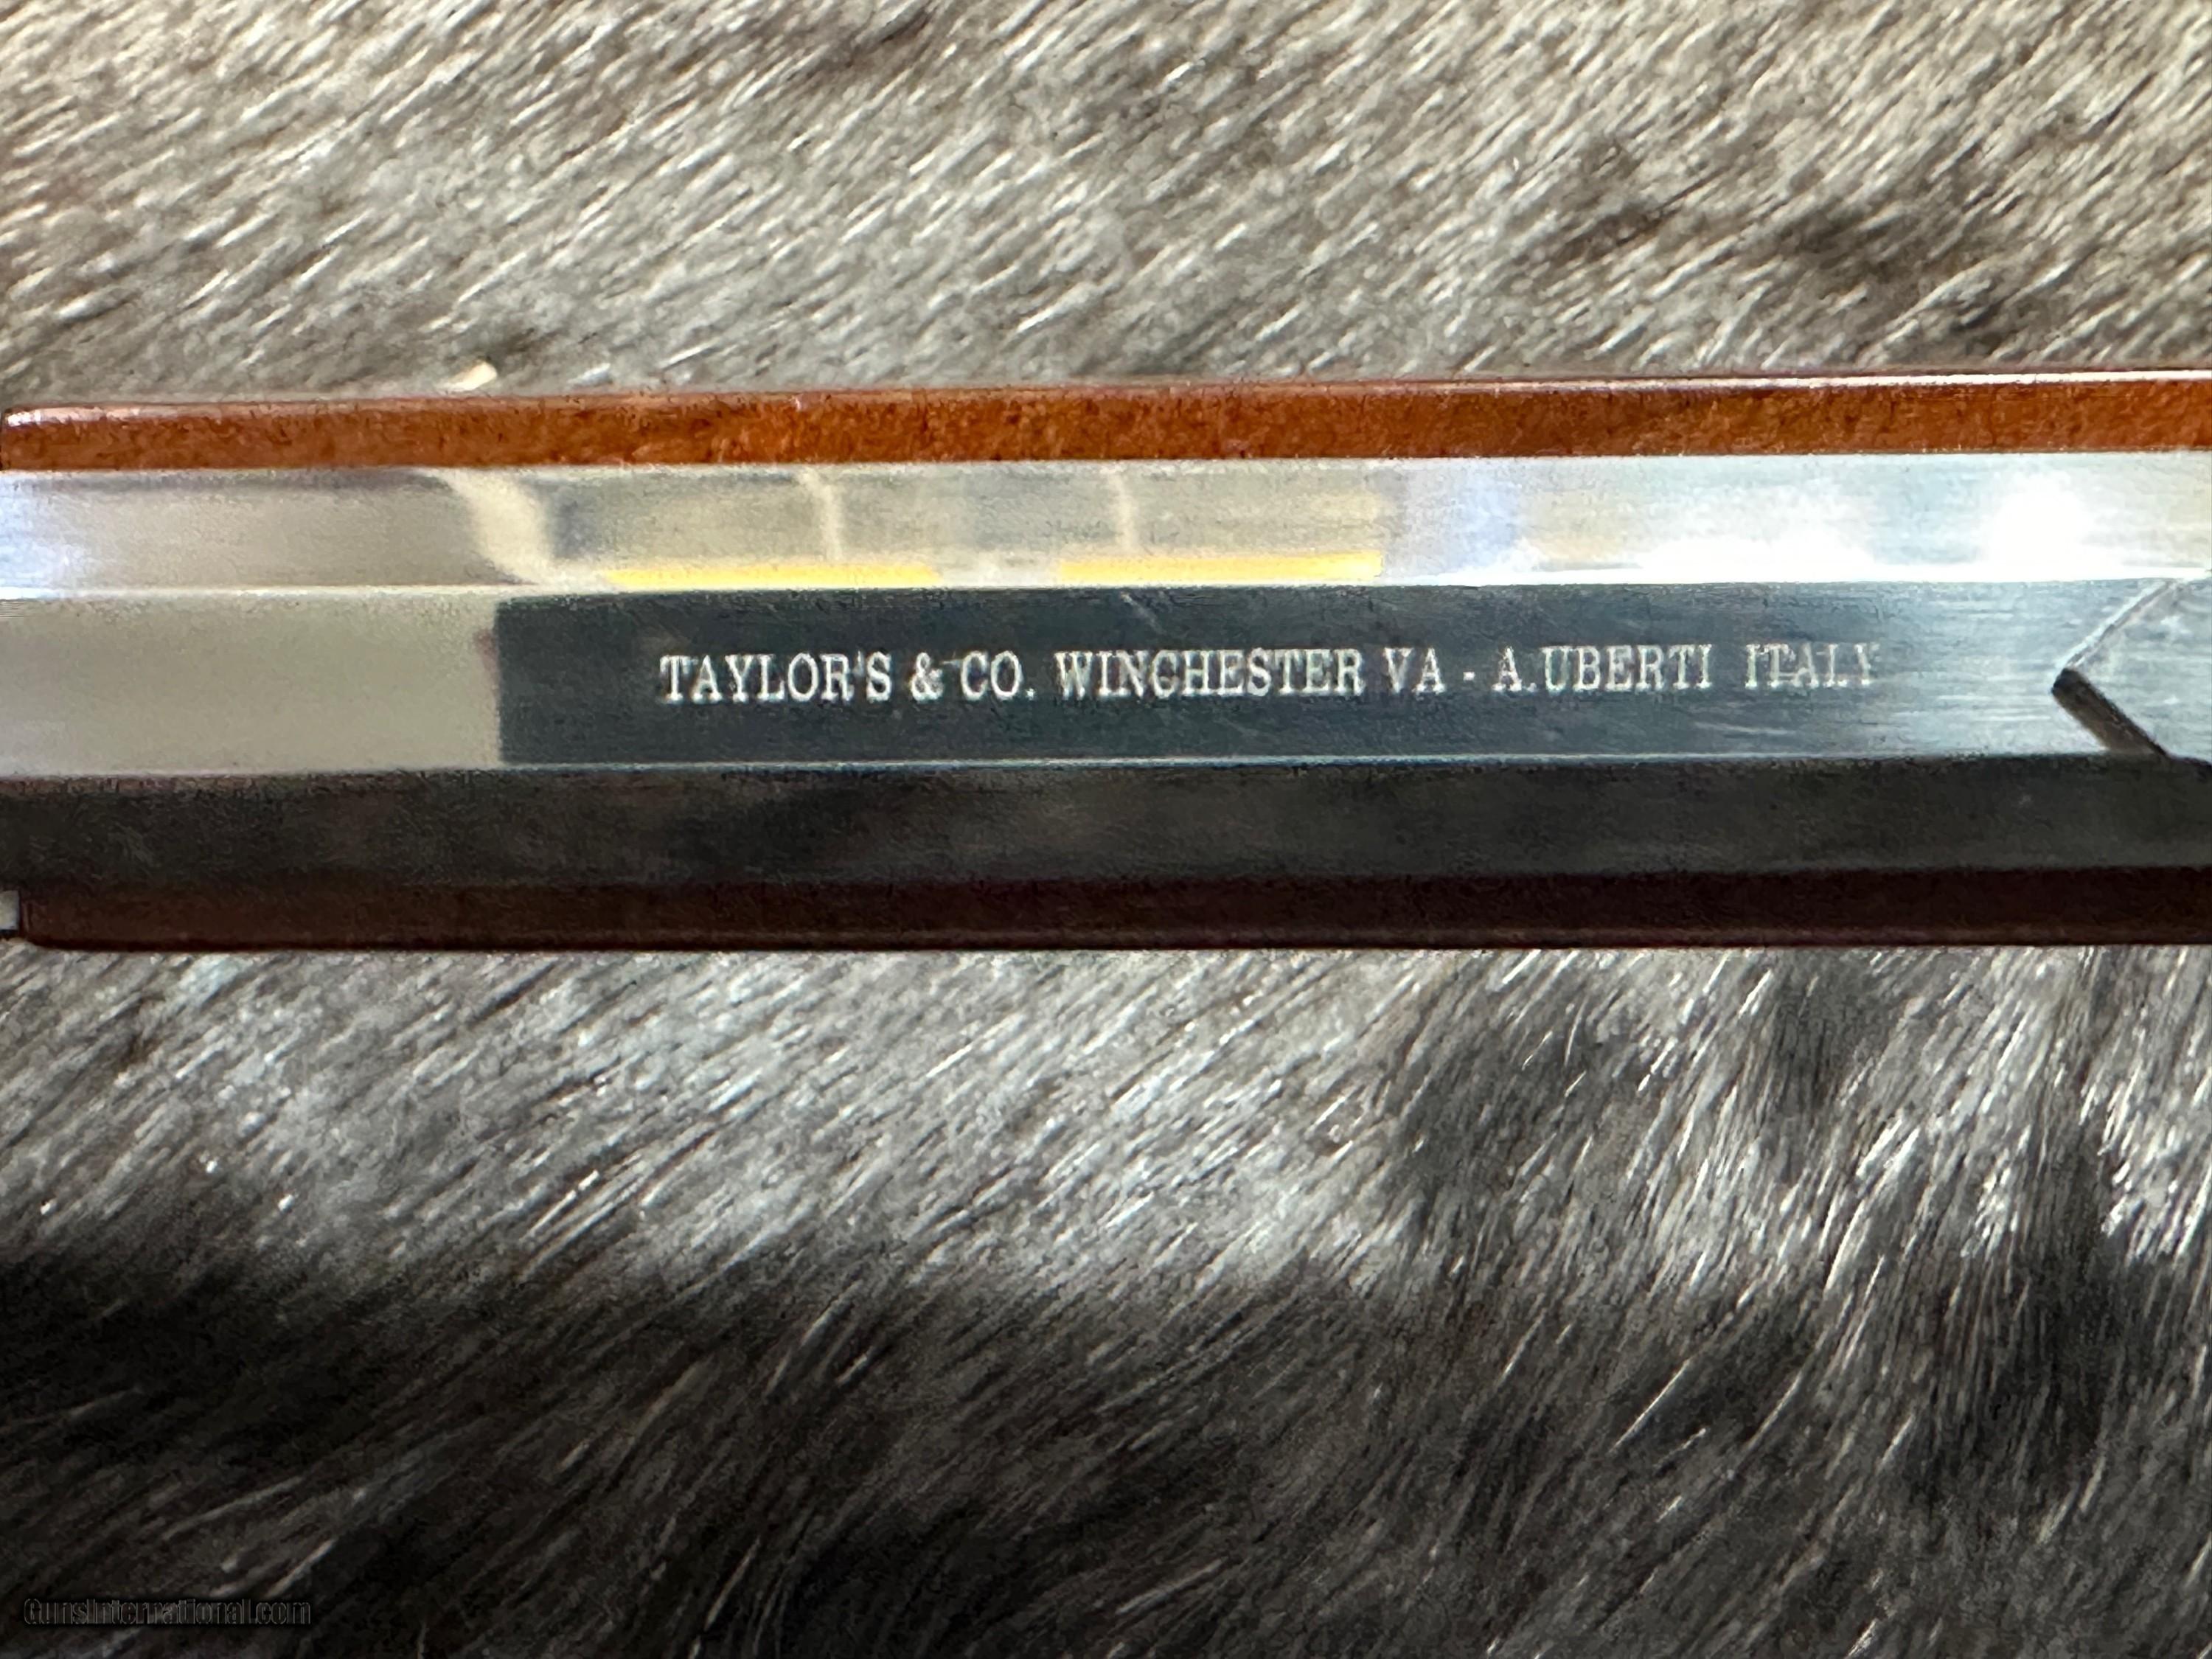 TAYLOR'S & CO. WINCHESTER VA - A.UBERTI ITALY
GunsInternational.com